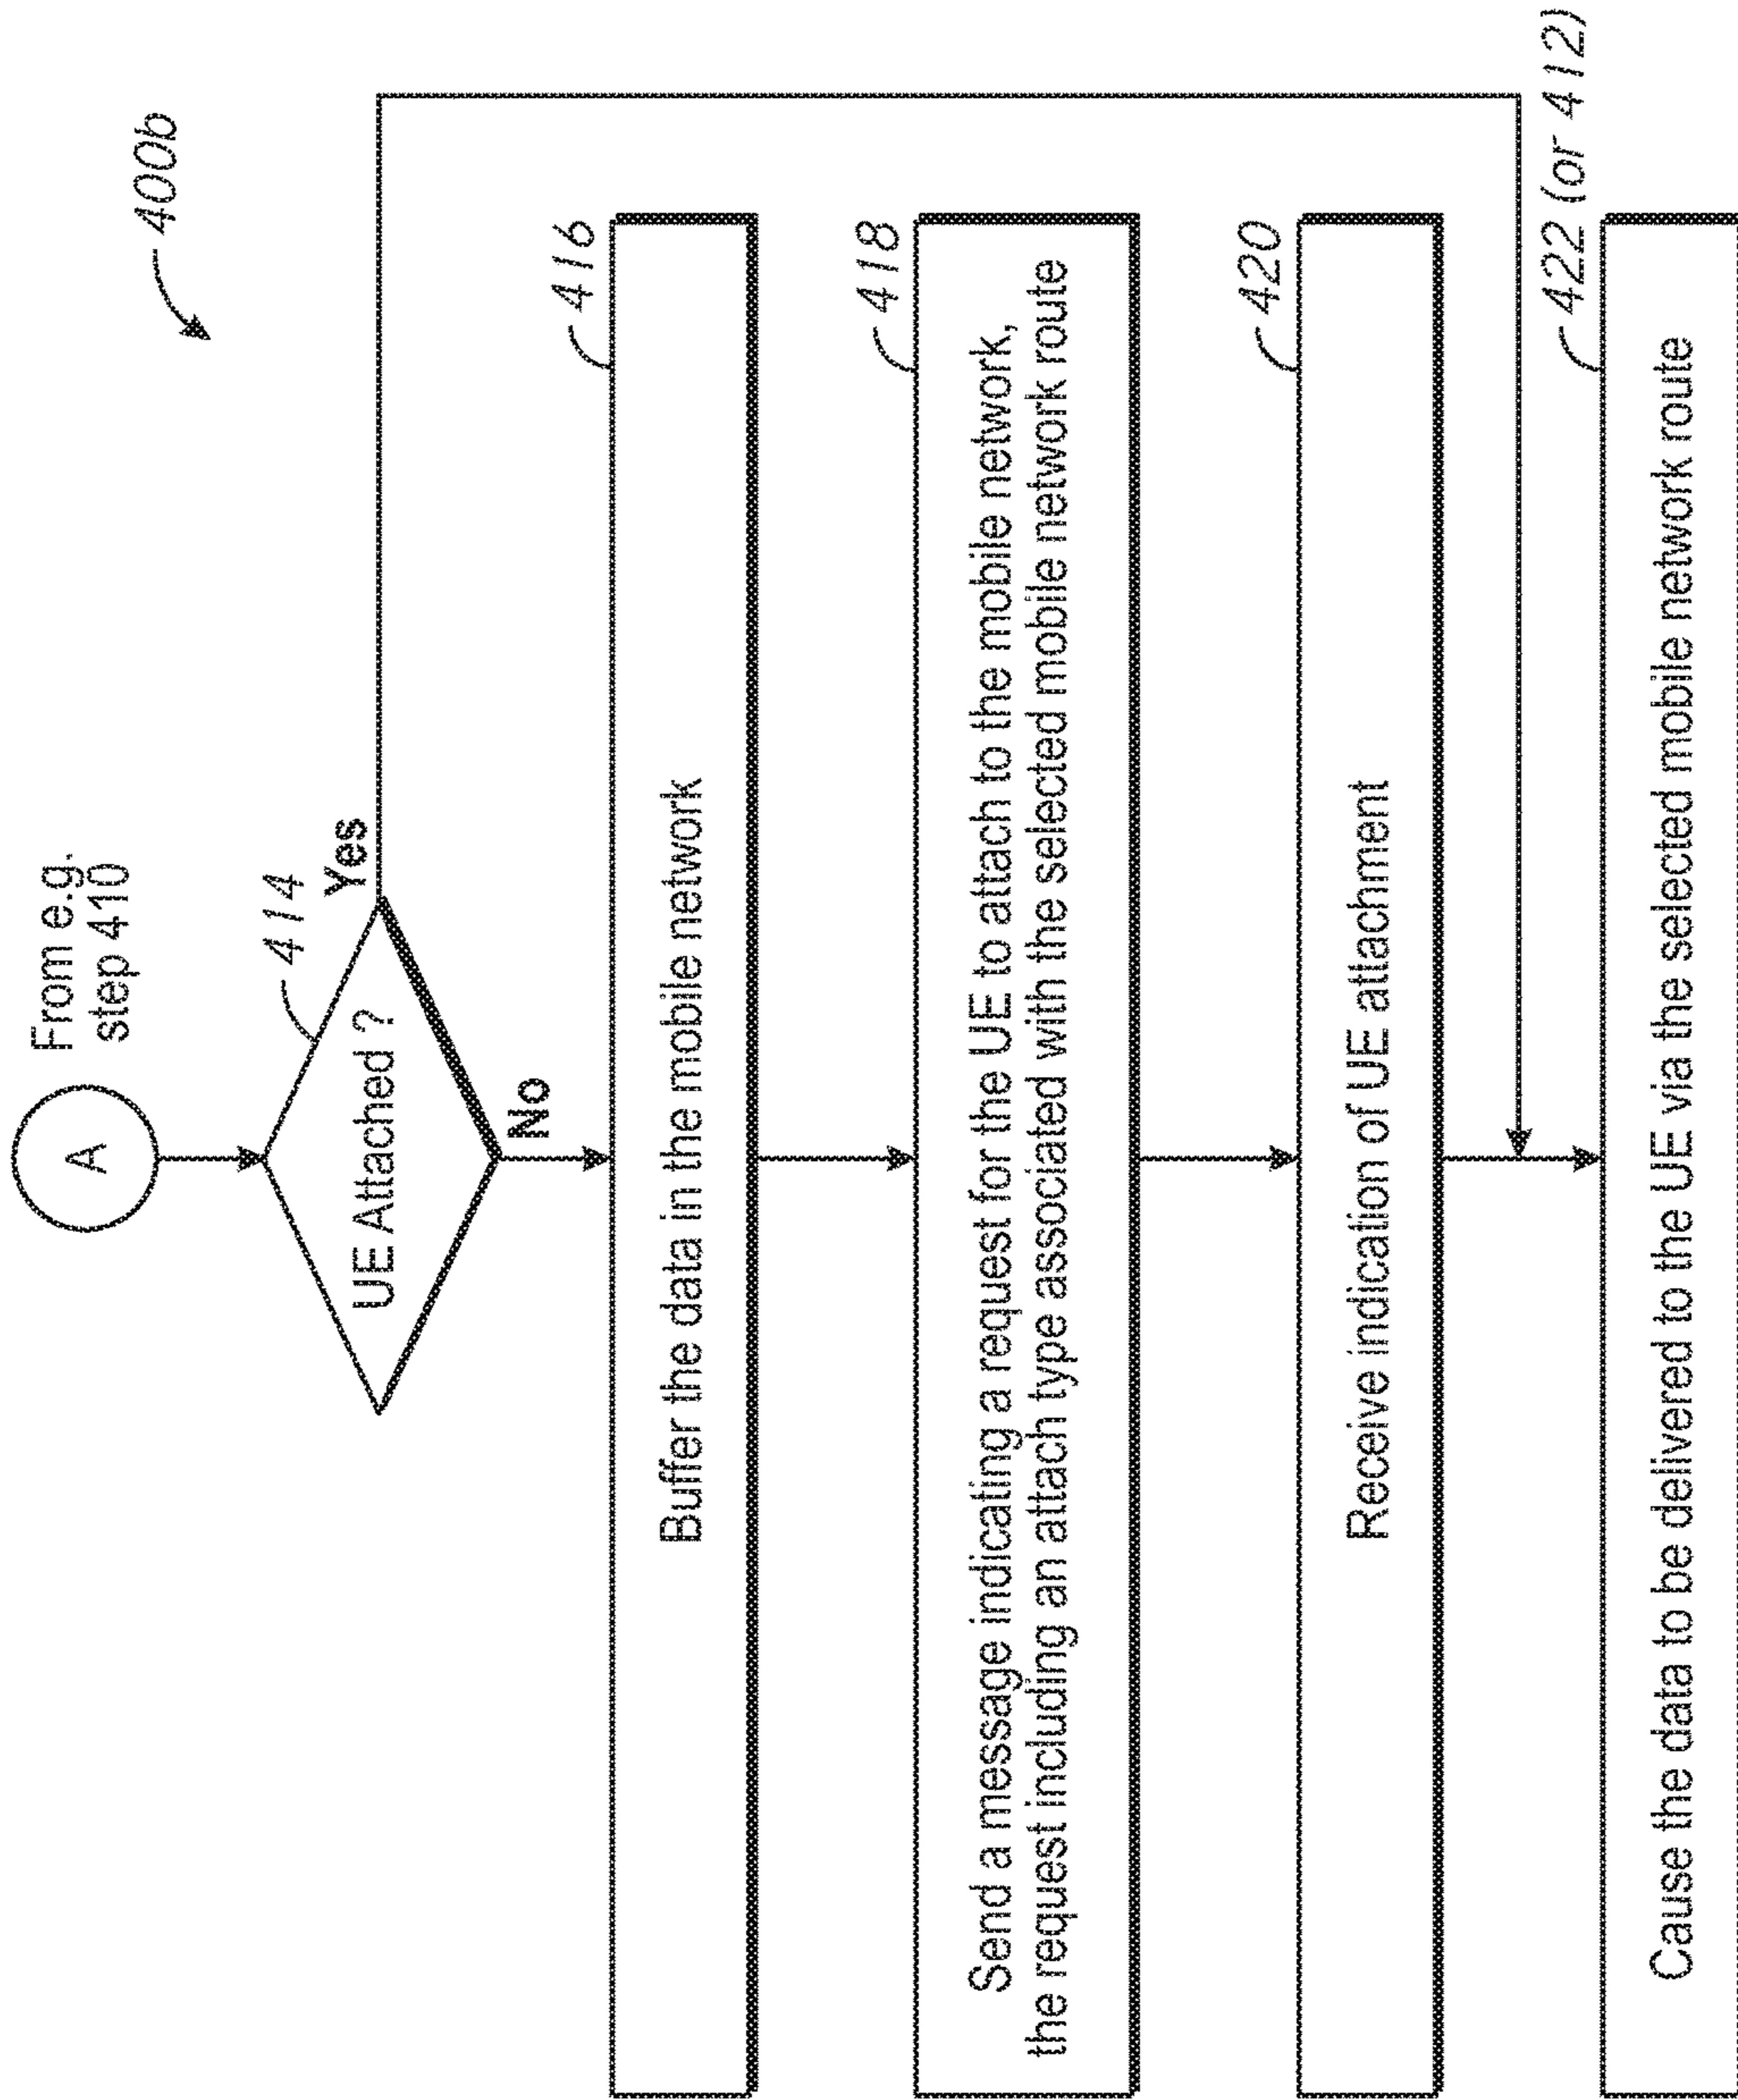 400b
From e.g.
step 410
A
414
UE Attached ?
Yes
No
416
Buffer the data in the mobile network
418
Send a message indicating a request for the UE to attach to the mobile network,
the request including an attach type associated with the selected mobile network route
420
Receive indication of UE attachment
422 (or 412)
Cause the data to be delivered to the UE via the selected mobile network route